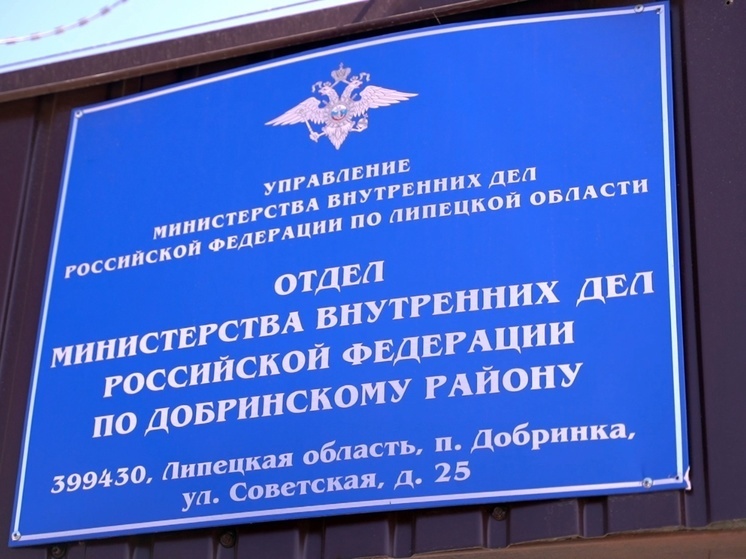 УПРАВЛЕНИЕ
МИНИСТЕРСТВА ВНУТРЕННИХ ДЕЛ
РОССИЙСКОЙ ФЕДЕРАЦИИ ПО ЛИПЕЦКОЙ ОБЛАСТИ
ОТДЕЛ
МИНИСТЕРСТВА ВНУТРЕННИХ ДЕЛ
РОССИЙСКОЙ ФЕДЕРАЦИИ
ПО ДОБРИНСКОМУ РАЙОНУ
399430, Липецкая область, п. Добринка,
ул. Советская, д. 25